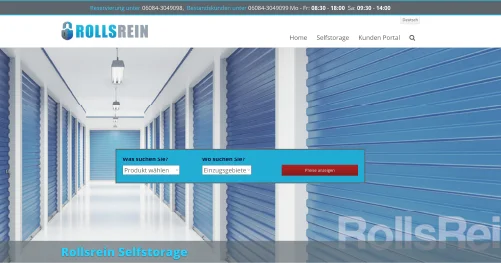 Reservierung unter 06084-3049098, Bestandskunden unter 06084-3049099 Mo - Fr: 08:30 - 18:00 Sa. 09:30 - 14:00
Deutsch
ROLLSREIN
Home Selfstorage Kunden Portal
Was suchen Sie? Wo suchen Sie?
Produkt wählen Einzugsgebiete Preise anzeigen
RollsRei
Rollsrein Selfstorage